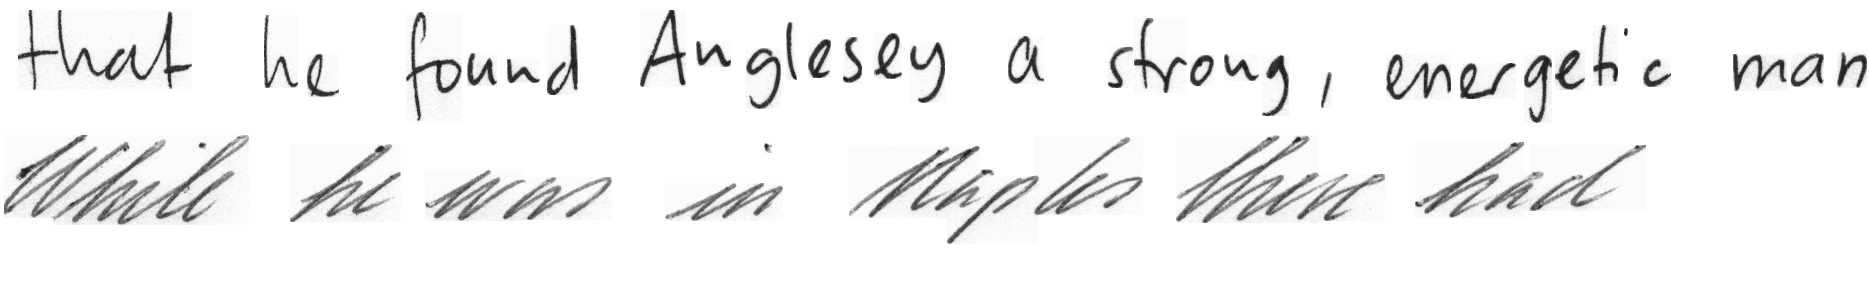 that he found Anglesey a strong, energetic man
While he was in Naples there had